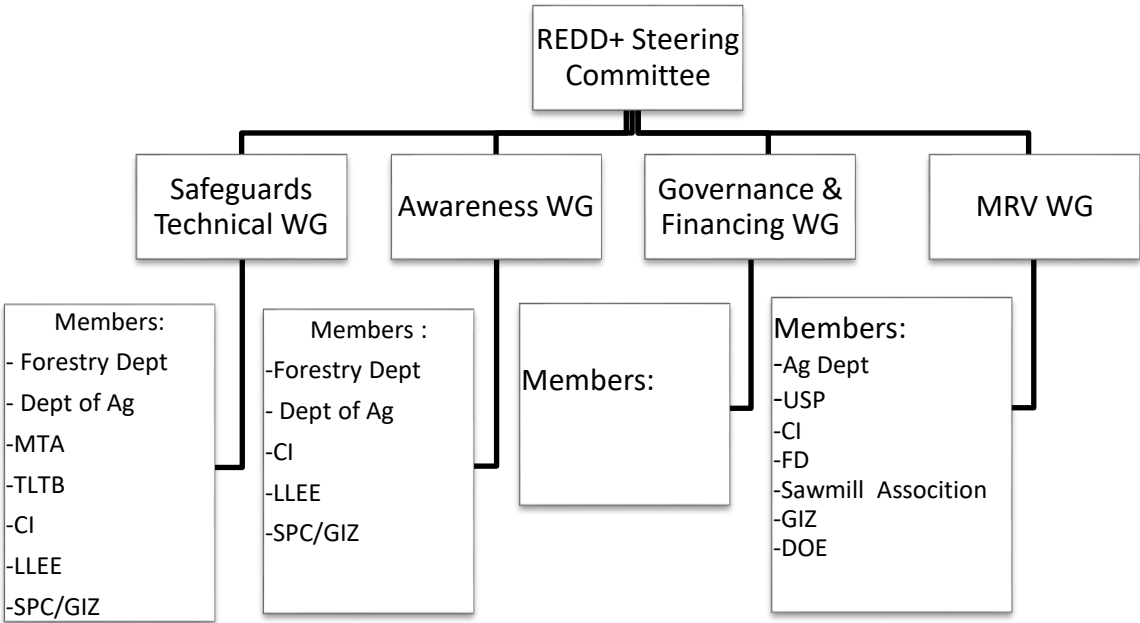 REDD+ Steering
Committee
Safeguards
Technical WG
Awareness WG
Governance &
Financing WG
MRV WG
Members:
- Forestry Dept
- Dept of Ag
-MTA
-TLTB
-CI
-LLEE
-SPC/GIZ
Members :
-Forestry Dept
- Dept of Ag
-CI
-LLEE
-SPC/GIZ
Members:
Members:
-Ag Dept
-USP
-CI
-FD
-Sawmill Assocition
-GIZ
-DOE